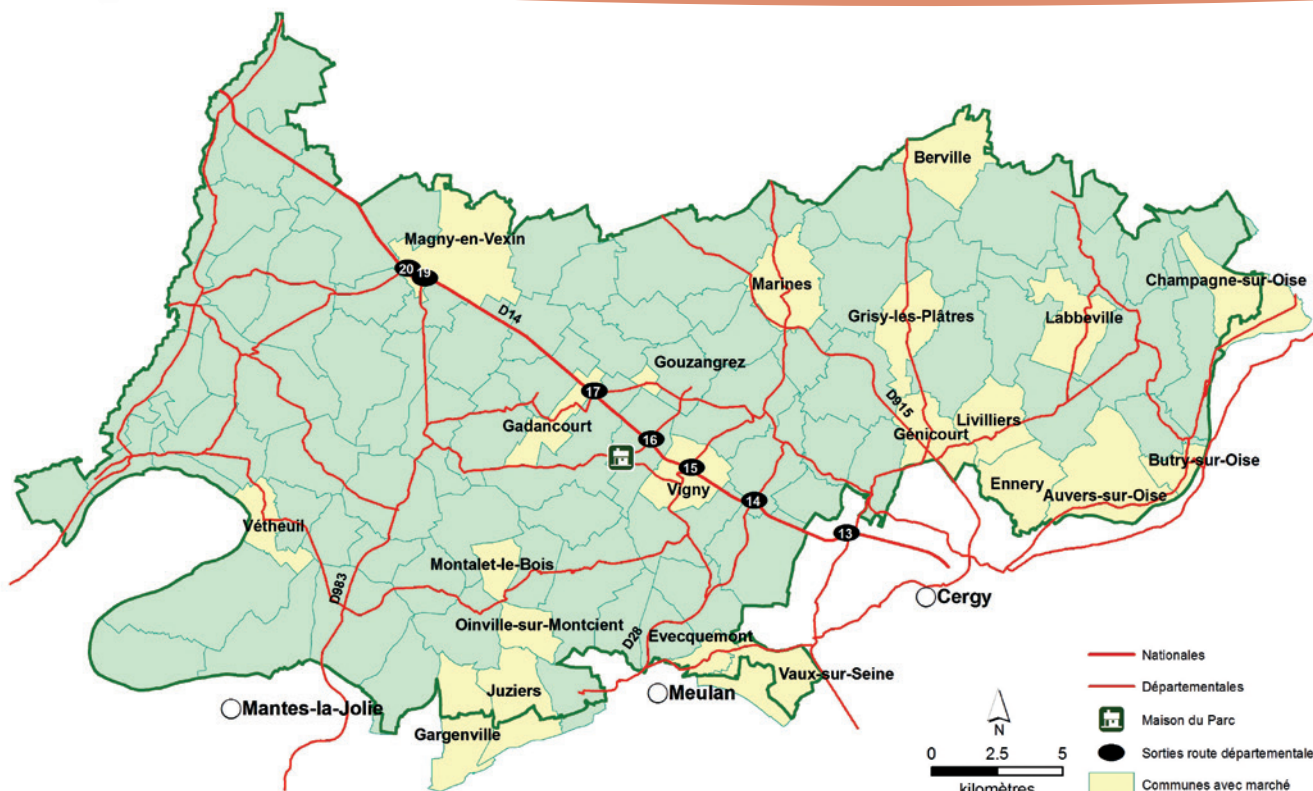 Berville
Magny-en-Vexin
20
19
Marines
Champagne-sur-Oise
Grisy-les-Plâtres
Labbeville
D14
Gouzangrez
17
D915
Livilliers
Gadancourt
Génicourt
16
15
Butry-sur-Oise
Ennery
Vigny
Auvers-sur-Oise
14
Vétheuil
13
Montalet-le-Bois
D983
Cergy
Oinville-sur-Montcient
D28
Evecquemont
Vaux-sur-Seine
Juziers
Meulan
Mantes-la-Jolie
Gargenville
N
0 2.5 5
kilomètres
Nationales
Départementales
Maison du Parc
Sorties route départementale
Communes avec marché